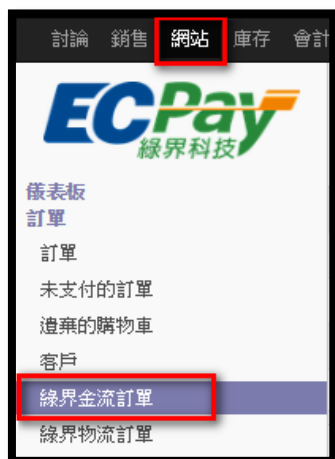 討論 銷售 網站 庫存 會計
ECPay
綠界科技
儀表板
訂單
訂單
未支付的訂單
遺棄的購物車
客戶
綠界金流訂單
綠界物流訂單